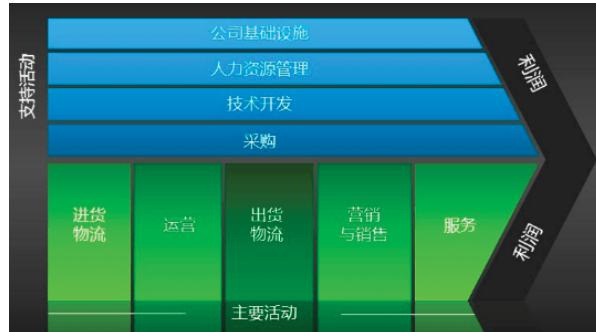 支持活动
公司基础设施
人力资源管理
技术开发
采购
利润
进货
物流
运营
出货
物流
营销
与销售
服务
利润
主要活动